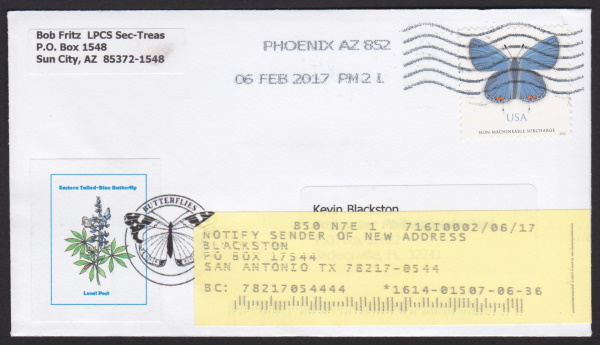 Bob Fritz LPCS Sec-Treas
P.O. Box 1548
Sun City, AZ 85372-1548
PHOENIX AZ 852
06 FEB 2017 PM 2 L
USA
NON-MACHINEABLE SURCHARGE
Eastern Tailed-Blue Butterfly
Local Post
BUTTERFLIES
Kevin Blackston
850 N7E 1 716I0002/06/17
NOTIFY SENDER OF NEW ADDRESS
BLACKSTON
PO BOX 17544
SAN ANTONIO TX 78217-0544
BC: 78217054444 *1614-01507-06-36